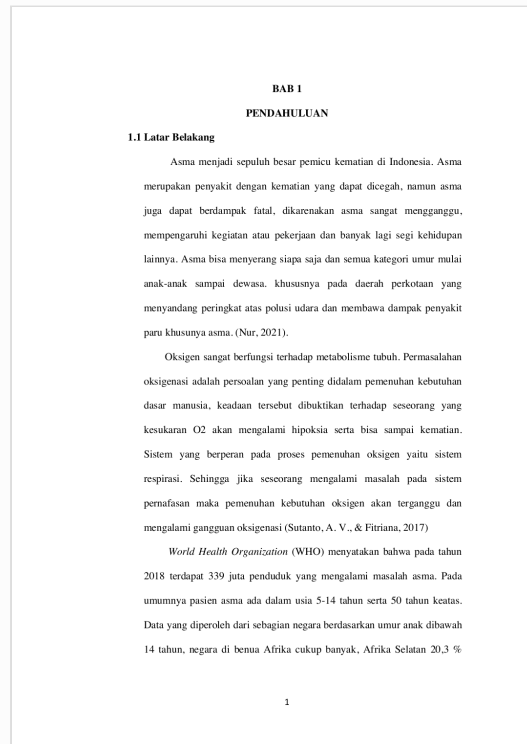 BAB 1
PENDAHULUAN
1.1 Latar Belakang
Asma menjadi sepuluh besar pemicu kematian di Indonesia. Asma
merupakan penyakit dengan kematian yang dapat dicegah, namun asma
juga dapat berdampak fatal, dikarenakan asma sangat mengganggu,
mempengaruhi kegiatan atau pekerjaan dan banyak lagi segi kehidupan
lainnya. Asma bisa menyerang siapa saja dan semua kategori umur mulai
anak-anak sampai dewasa. khususnya pada daerah perkotaan yang
menyandang peringkat atas polusi udara dan membawa dampak penyakit
paru khusunya asma. (Nur, 2021).
Oksigen sangat berfungsi terhadap metabolisme tubuh. Permasalahan
oksigenasi adalah persoalan yang penting didalam pemenuhan kebutuhan
dasar manusia, keadaan tersebut dibuktikan terhadap seseorang yang
kesukaran O2 akan mengalami hipoksia serta bisa sampai kematian.
Sistem yang berperan pada proses pemenuhan oksigen yaitu sistem
respirasi. Sehingga jika seseorang mengalami masalah pada sistem
pernafasan maka pemenuhan kebutuhan oksigen akan terganggu dan
mengalami gangguan oksigenasi (Sutanto, A. V., & Fitriana, 2017)
World Health Organization (WHO) menyatakan bahwa pada tahun
2018 terdapat 339 juta penduduk yang mengalami masalah asma. Pada
umumnya pasien asma ada dalam usia 5-14 tahun serta 50 tahun keatas.
Data yang diperoleh dari sebagian negara berdasarkan umur anak dibawah
14 tahun, negara di benua Afrika cukup banyak, Afrika Selatan 20,3 %
1